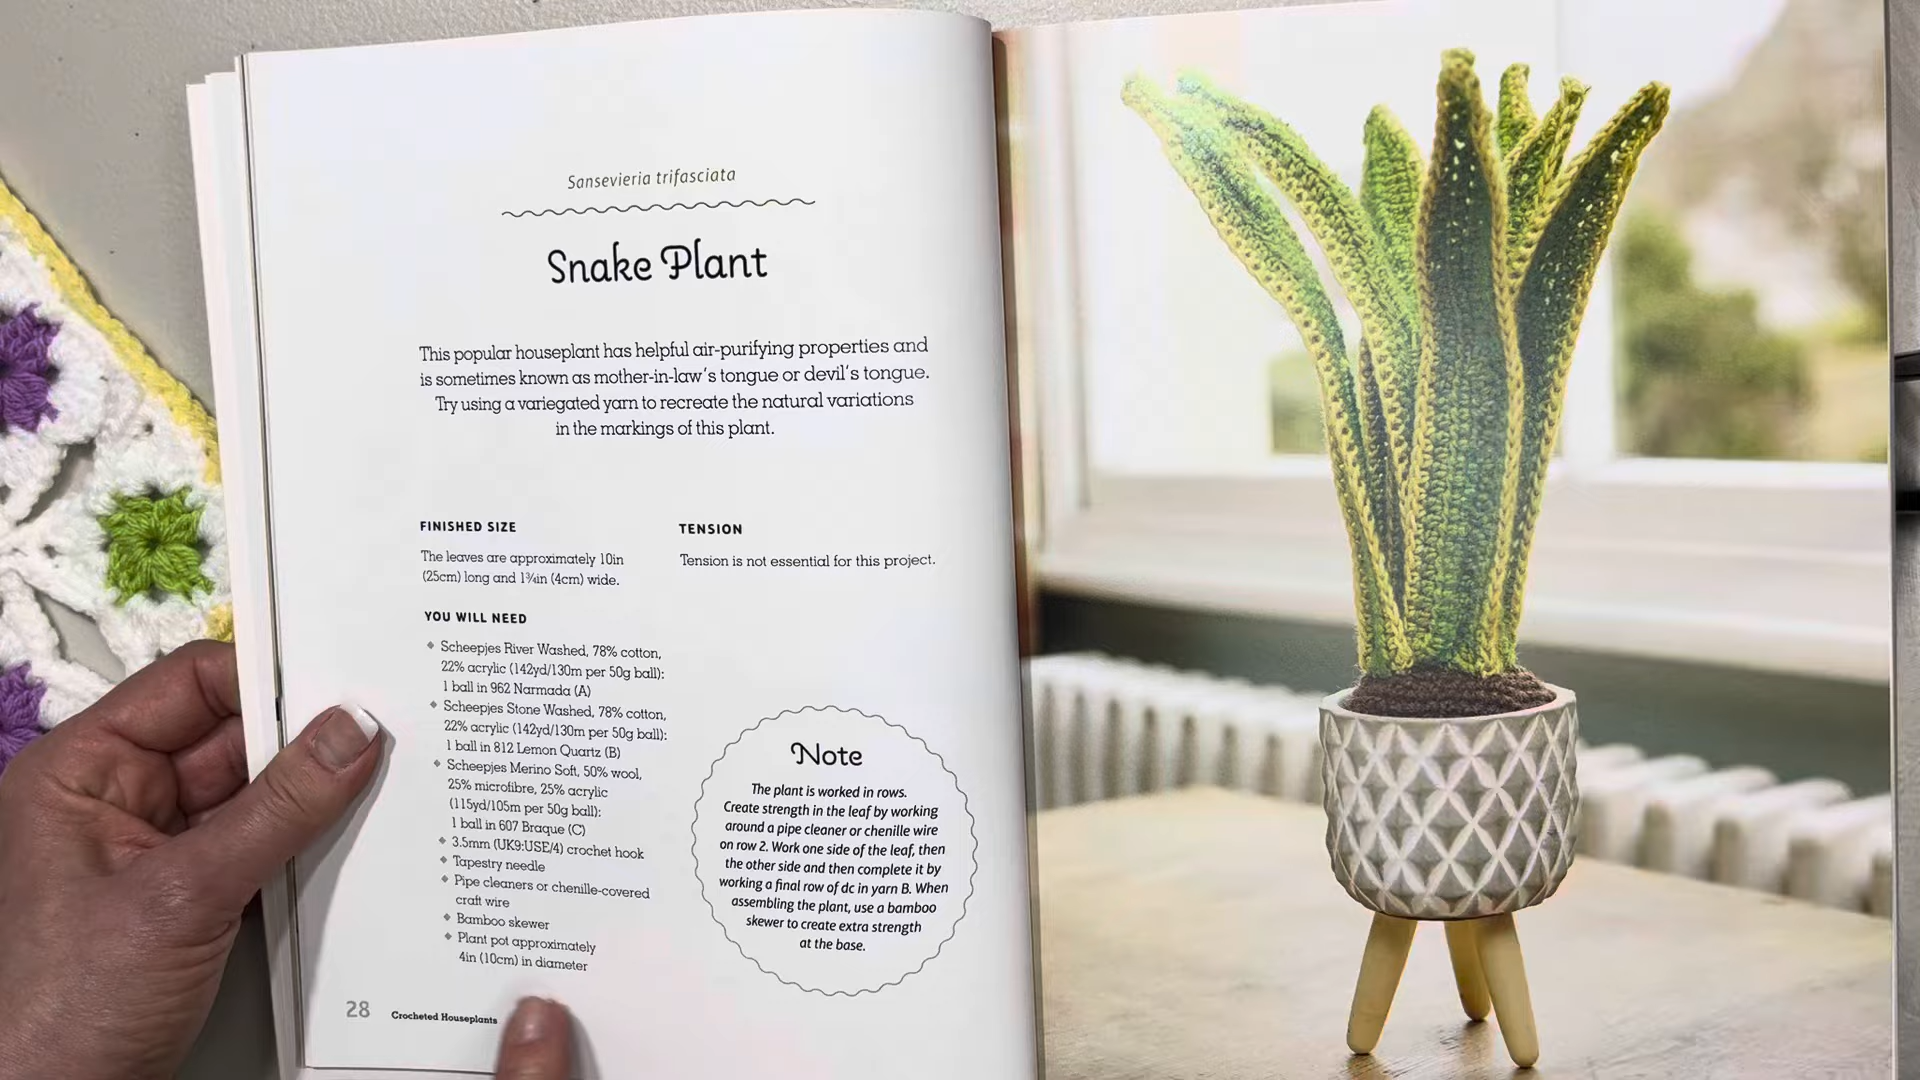 Sansevieria trifasciata
Snake Plant
This popular houseplant has helpful air-purifying properties and
is sometimes known as mother-in-law's tongue or devil's tongue.
Try using a variegated yarn to recreate the natural variations
in the markings of this plant.
FINISHED SIZE
The leaves are approximately 10in
(25cm) long and 1¾in (4cm) wide.
TENSION
Tension is not essential for this project.
YOU WILL NEED
Scheepjes River Washed, 78% cotton,
22% acrylic (142yd/130m per 50g ball):
1 ball in 962 Narmada (A)
Scheepjes Stone Washed, 78% cotton,
22% acrylic (142yd/130m per 50g ball):
1 ball in 812 Lemon Quartz (B)
Scheepjes Merino Soft, 50% wool,
25% microfibre, 25% acrylic
(115yd/105m per 50g ball):
1 ball in 607 Braque (C)
3.5mm (UK9:USE/4) crochet hook
Tapestry needle
Pipe cleaners or chenille-covered
craft wire
Bamboo skewer
Plant pot approximately
4in (10cm) in diameter
Note
The plant is worked in rows.
Create strength in the leaf by working
around a pipe cleaner or chenille wire
on row 2. Work one side of the leaf, then
the other side and then complete it by
working a final row of dc in yarn B. When
assembling the plant, use a bamboo
skewer to create extra strength
at the base.
28 Crocheted Houseplants